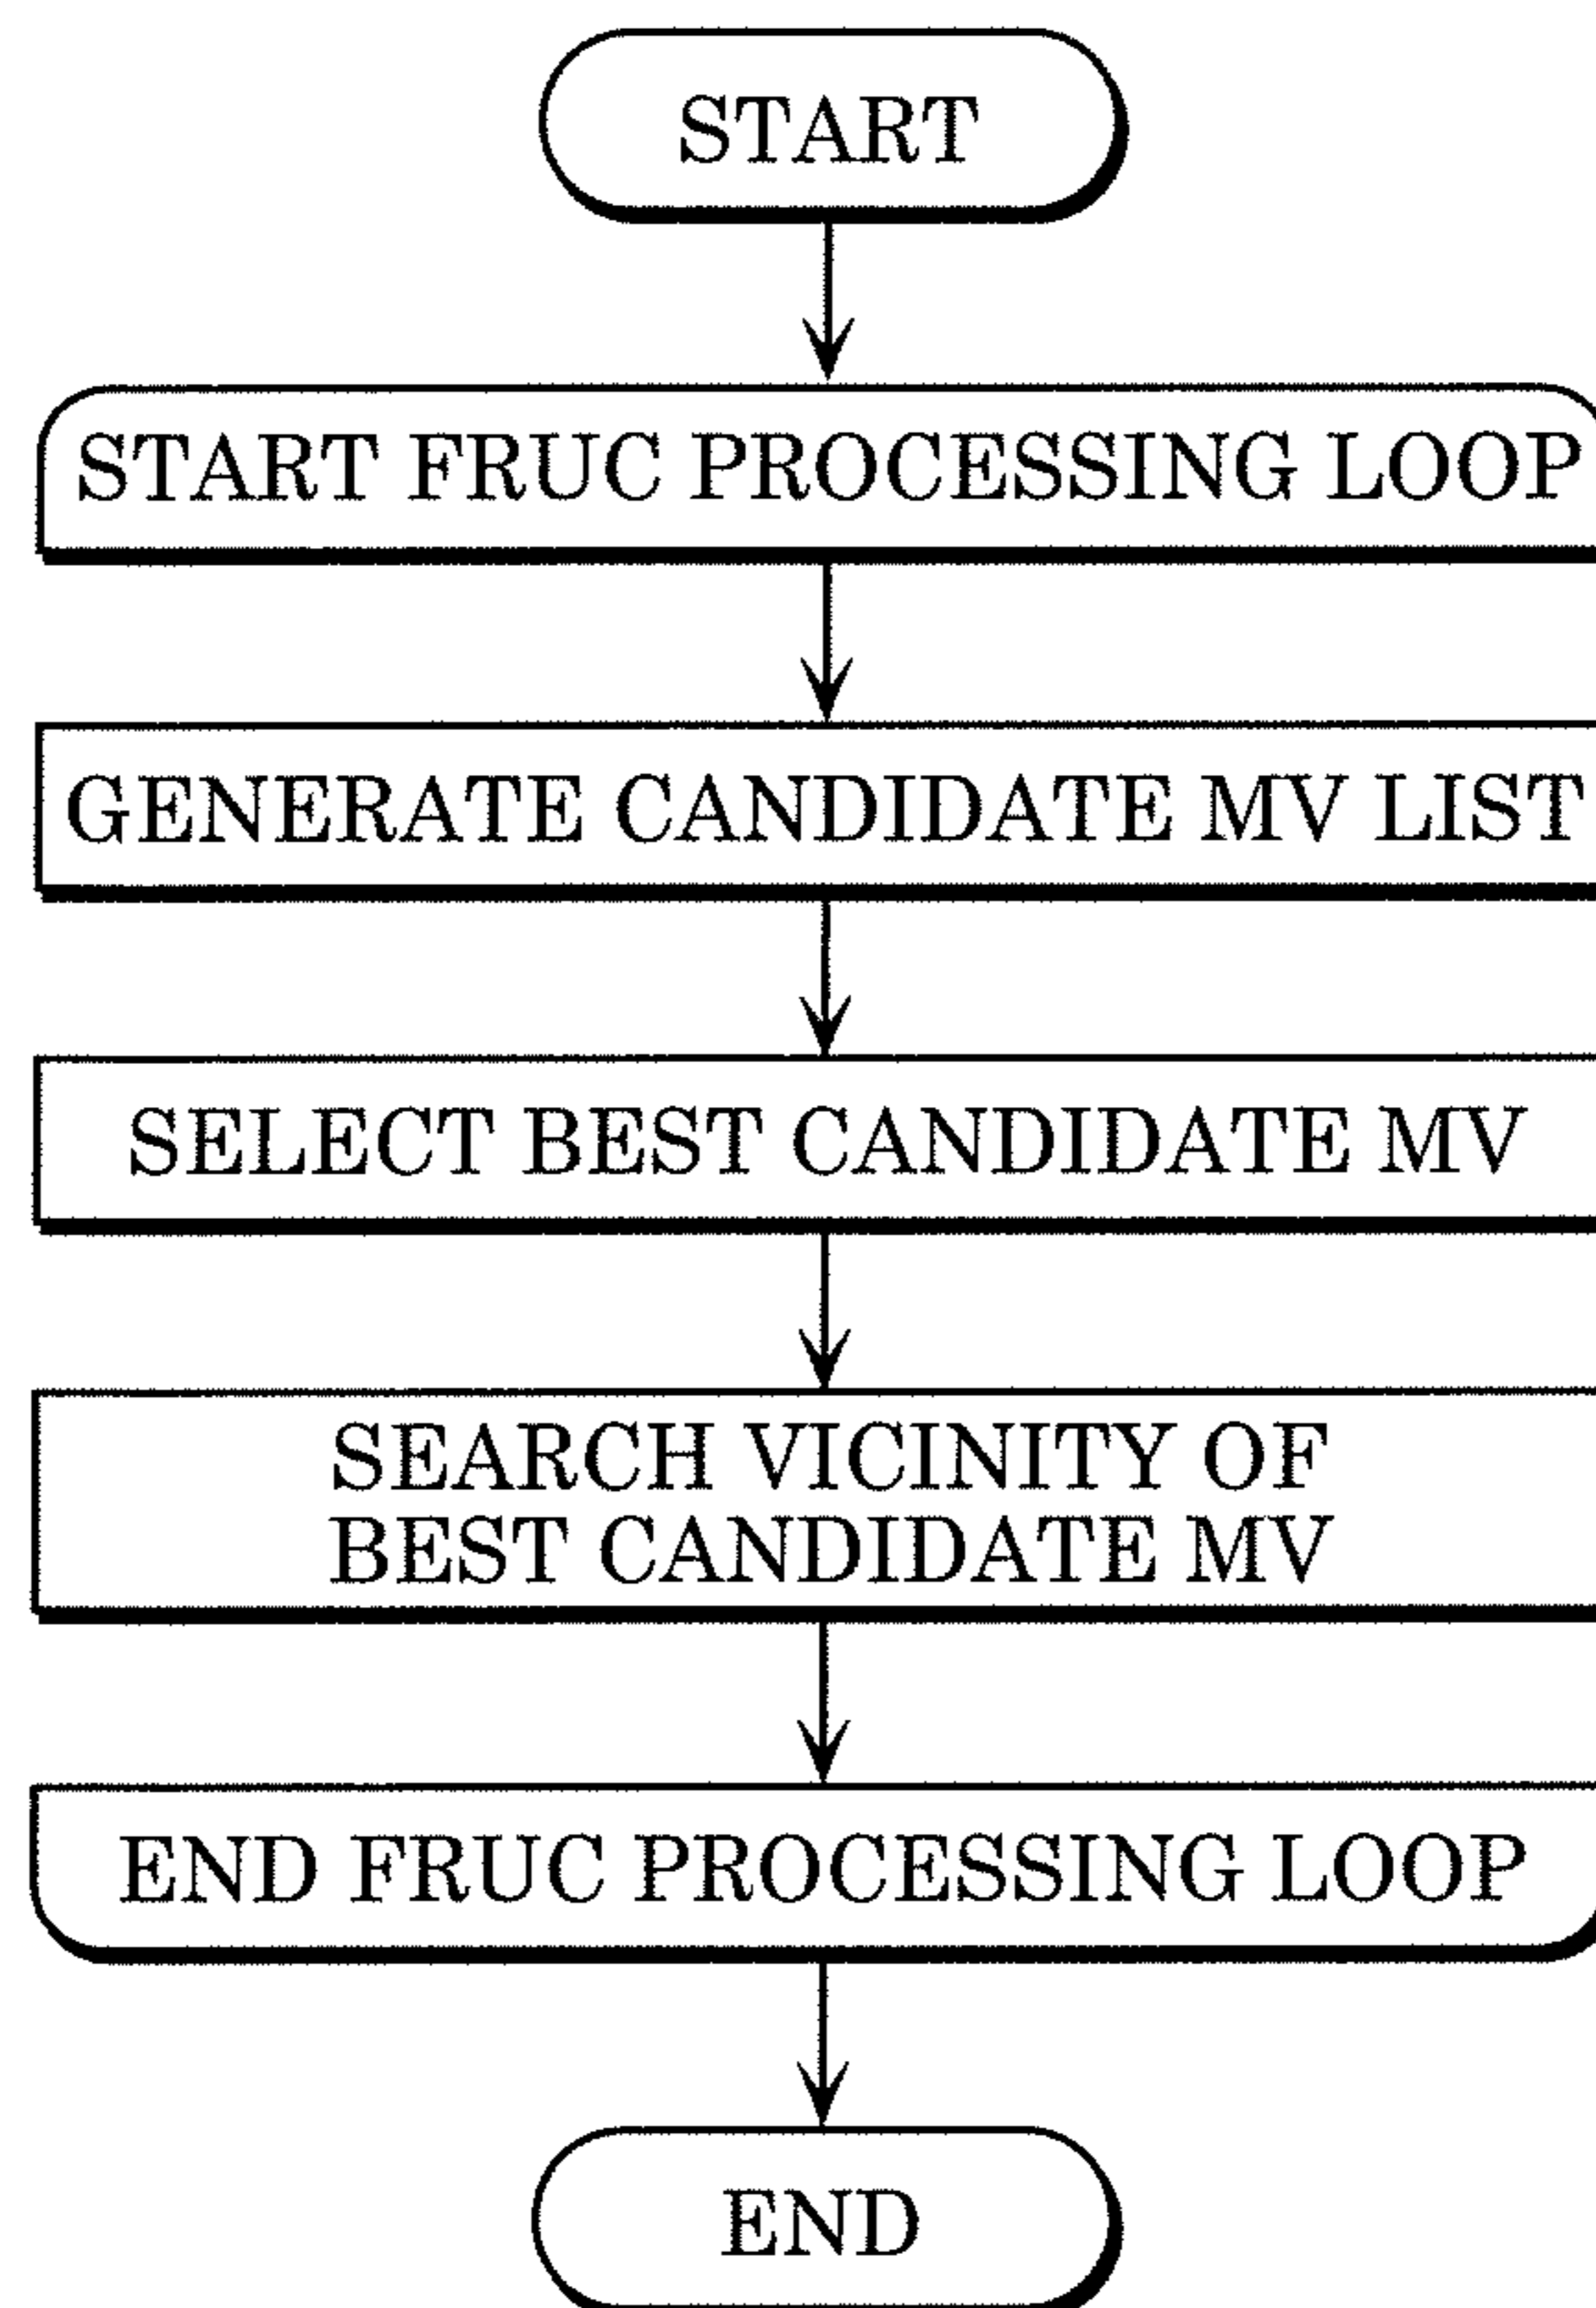 START
START FRUC PROCESSING LOOP
GENERATE CANDIDATE MV LIST
SELECT BEST CANDIDATE MV
SEARCH VICINITY OF
BEST CANDIDATE MV
END FRUC PROCESSING LOOP
END